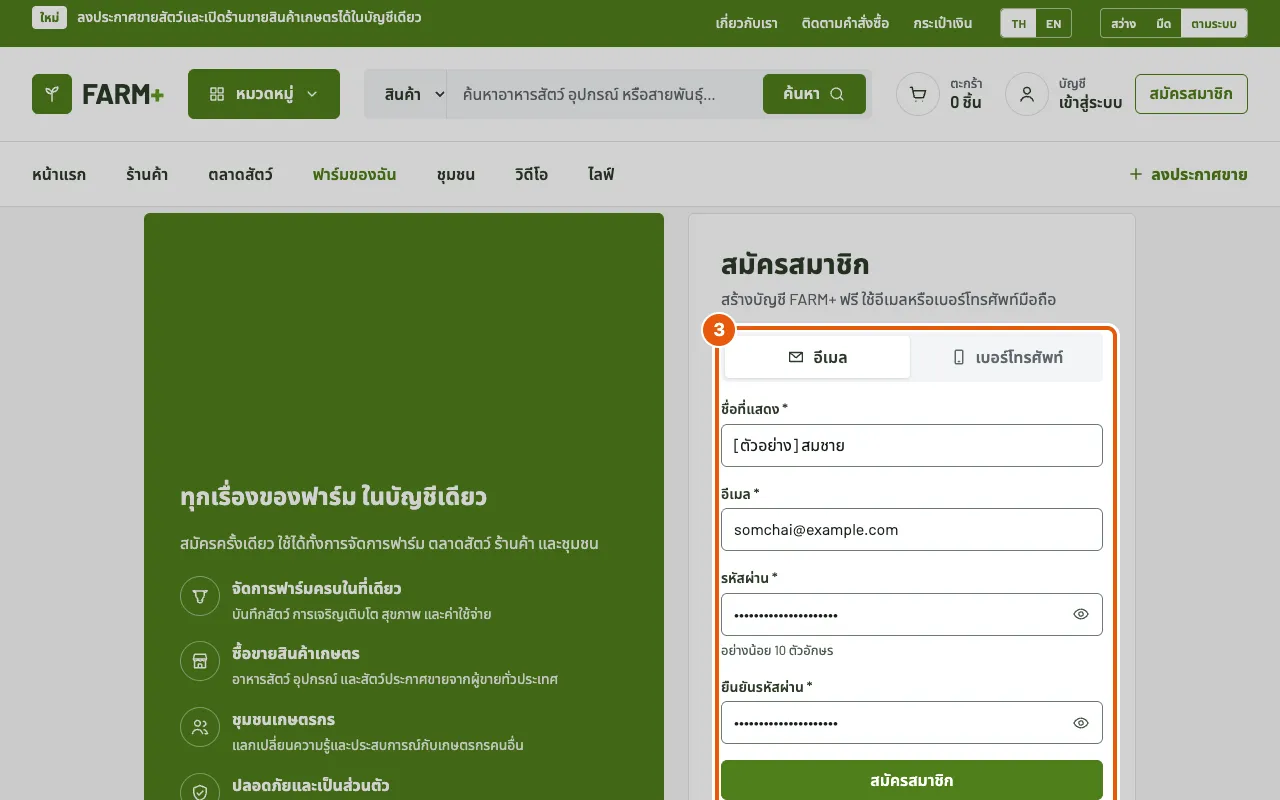 ใหม่ ลงประกาศขายสัตว์และเปิดร้านขายสินค้าเกษตรได้ในบัญชีเดียว
เกี่ยวกับเรา ติดตามคำสั่งซื้อ กระเป๋าเงิน TH EN สว่าง มืด ตามระบบ
FARM+ หมวดหมู่ สินค้า ค้นหาอาหารสัตว์ อุปกรณ์ หรือสายพันธุ์... ค้นหา
ตะกร้า
0 ชิ้น
บัญชี
เข้าสู่ระบบ
สมัครสมาชิก
หน้าแรก ร้านค้า ตลาดสัตว์ ฟาร์มของฉัน ชุมชน วิดีโอ ไลฟ์ + ลงประกาศขาย
ทุกเรื่องของฟาร์ม ในบัญชีเดียว
สมัครครั้งเดียว ใช้ได้ทั้งการจัดการฟาร์ม ตลาดสัตว์ ร้านค้า และชุมชน
จัดการฟาร์มครบในที่เดียว
บันทึกสัตว์ การเจริญเติบโต สุขภาพ และค่าใช้จ่าย
ซื้อขายสินค้าเกษตร
อาหารสัตว์ อุปกรณ์ และสัตว์ประกาศขายจากผู้ขายทั่วประเทศ
ชุมชนเกษตรกร
แลกเปลี่ยนความรู้และประสบการณ์กับเกษตรกรคนอื่น
ปลอดภัยและเป็นส่วนตัว
สมัครสมาชิก
สร้างบัญชี FARM+ ฟรี ใช้อีเมลหรือเบอร์โทรศัพท์มือถือ
3
อีเมล เบอร์โทรศัพท์
ชื่อที่แสดง *
[ตัวอย่าง] สมชาย
อีเมล *
somchai@example.com
รหัสผ่าน *
•••••••••••••••••••••
อย่างน้อย 10 ตัวอักษร
ยืนยันรหัสผ่าน *
•••••••••••••••••••••
สมัครสมาชิก